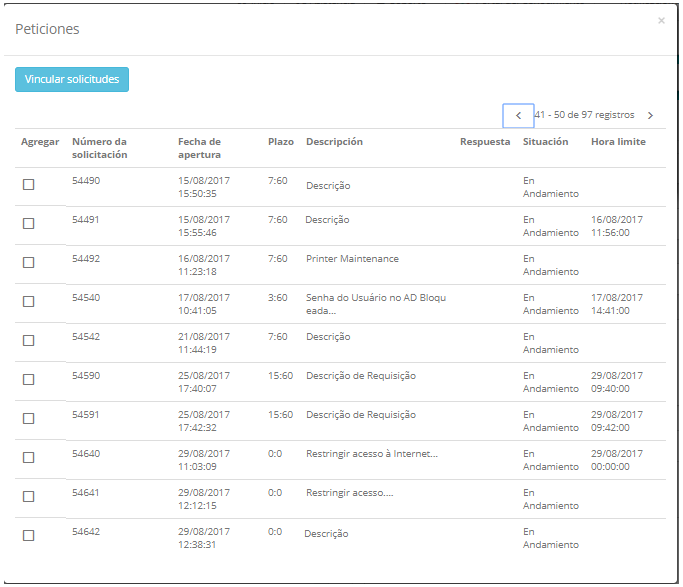 Peticiones
×
Vincular solicitudes
< 41 - 50 de 97 registros >
Agregar Número da solicitación Fecha de apertura Plazo Descripción Respuesta Situación Hora limite
54490 15/08/2017 15:50:35 7:60 Descrição En Andamiento
54491 15/08/2017 15:55:46 7:60 Descrição En Andamiento 16/08/2017 11:56:00
54492 16/08/2017 11:23:18 7:60 Printer Maintenance En Andamiento
54540 17/08/2017 10:41:05 3:60 Senha do Usuário no AD Bloqu eada... En Andamiento 17/08/2017 14:41:00
54542 21/08/2017 11:44:19 7:60 Descrição En Andamiento
54590 25/08/2017 17:40:07 15:60 Descrição de Requisição En Andamiento 29/08/2017 09:40:00
54591 25/08/2017 17:42:32 15:60 Descrição de Requisição En Andamiento 29/08/2017 09:42:00
54640 29/08/2017 11:03:09 0:0 Restringir acesso à Internet... En Andamiento 29/08/2017 00:00:00
54641 29/08/2017 12:12:15 0:0 Restringir acesso.... En Andamiento
54642 29/08/2017 12:38:31 0:0 Descrição En Andamiento